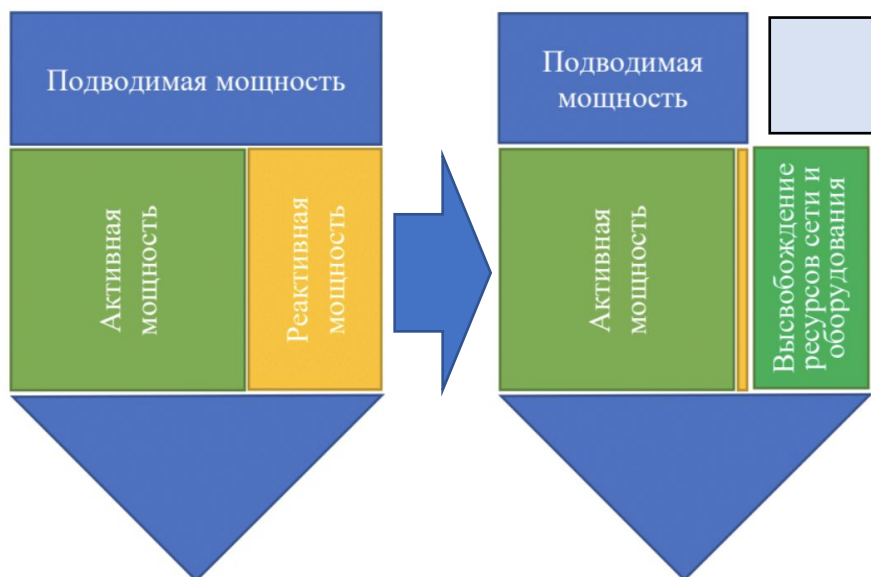 Подводимая мощность
Активная
мощность
Реактивная
мощность
Подводимая
мощность
Активная
мощность
Высвобождение
ресурсов сети и
оборудования